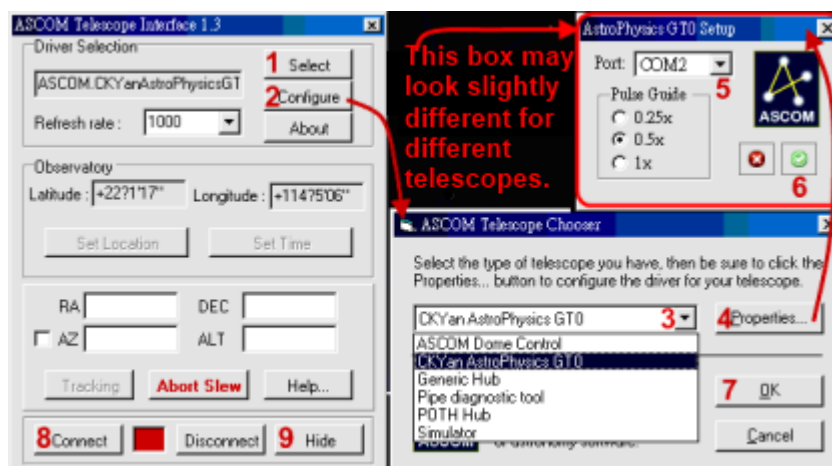 ASCOM Telescope Interface 1.3
Driver Selection
1 Select
ASCOM.CKYanAstroPhysicsGT
2 Configure
Refresh rate : 1000
About
Observatory
Latitude : +22?1'17" Longitude : +114?5'06"
Set Location Set Time
RA DEC
AZ ALT
Tracking Abort Slew Help...
8 Connect Disconnect 9 Hide
This box may
look slightly
different for
different
telescopes.
AstroPhysics GT0 Setup
Port: COM2
5
Pulse Guide
0.25x
0.5x
1x
ASCOM
6
ASCOM Telescope Chooser
Select the type of telescope you have, then be sure to click the
Properties... button to configure the driver for your telescope.
CKYan AstroPhysics GT0 3 4 Properties...
ASCOM Dome Control
CKYan AstroPhysics GT0
Generic Hub
Pipe diagnostic tool
POTH Hub
Simulator
7 OK
Cancel
ASCOM or astronomy software.